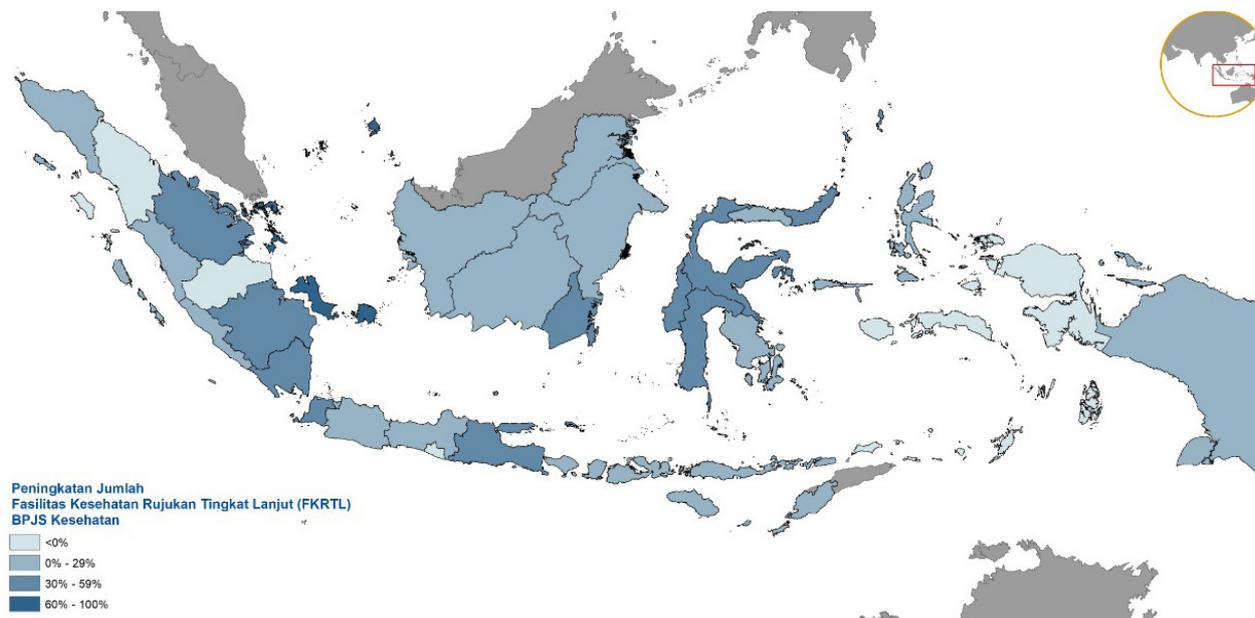 Peningkatan Jumlah
Fasilitas Kesehatan Rujukan Tingkat Lanjut (FKRTL)
BPJS Kesehatan
<0%
0% - 29%
30% - 59%
60% - 100%